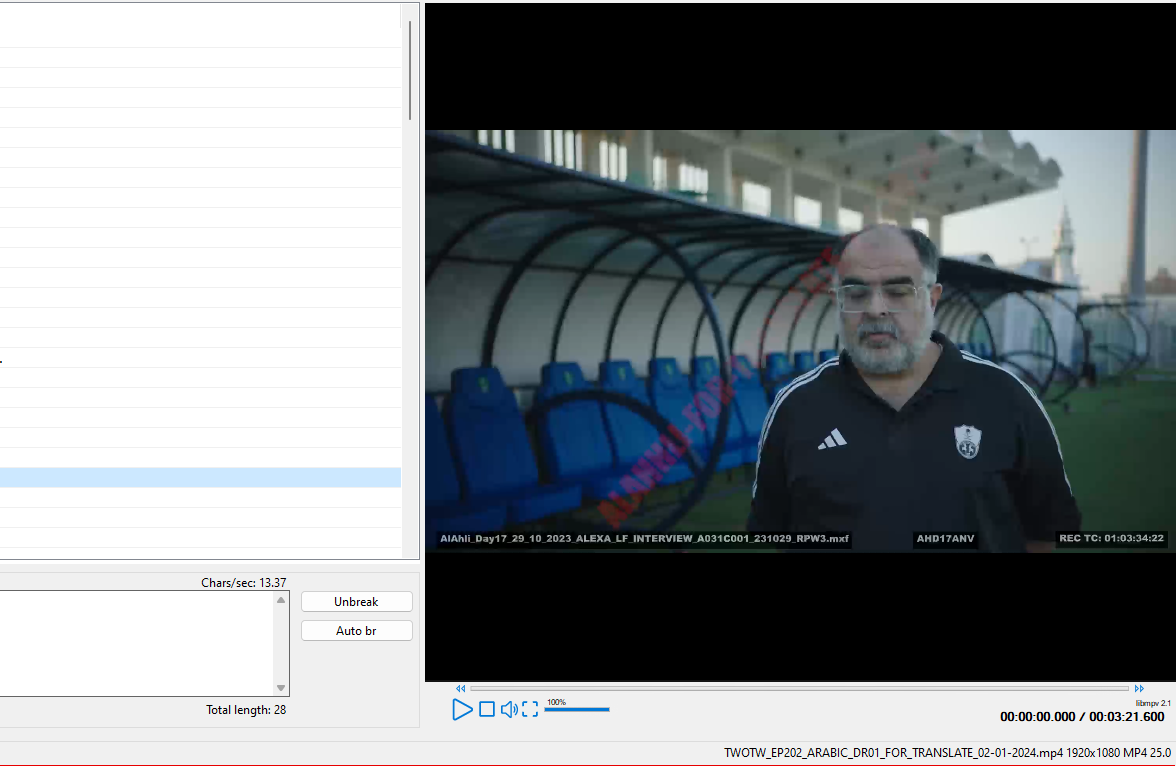 AlAhli_Day17_29_10_2023_ALEXA_LF_INTERVIEW_A031C001_231029_RPW3.mxf
AHD17ANV
REC TC: 01:03:34:22
Chars/sec: 13.37
Unbreak
Auto br
Total length: 28
100%
libmpv 2.1
00:00:00.000 / 00:03:21.600
TWOTW_EP202_ARABIC_DR01_FOR_TRANSLATE_02-01-2024.mp4 1920x1080 MP4 25.0